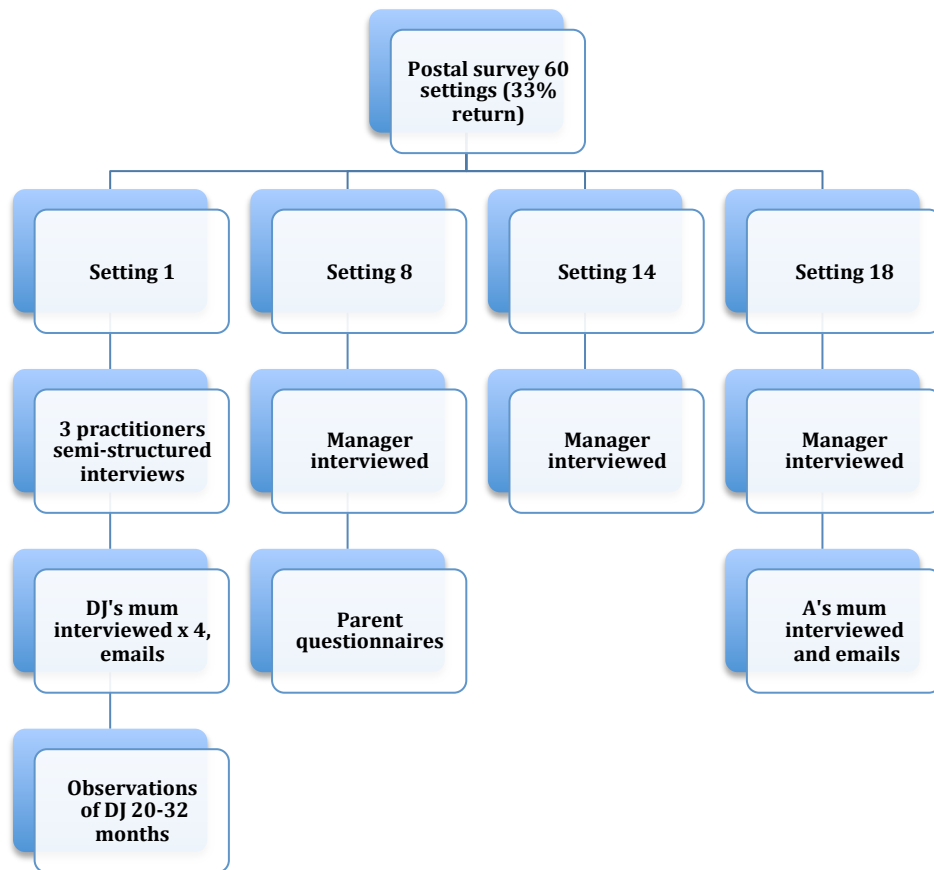 Postal survey 60
settings (33%
return)
Setting 1
Setting 8
Setting 14
Setting 18
3 practitioners
semi-structured
interviews
Manager
interviewed
Manager
interviewed
Manager
interviewed
DJ's mum
interviewed x 4,
emails
Parent
questionnaires
A's mum
interviewed
and emails
Observations
of DJ 20-32
months